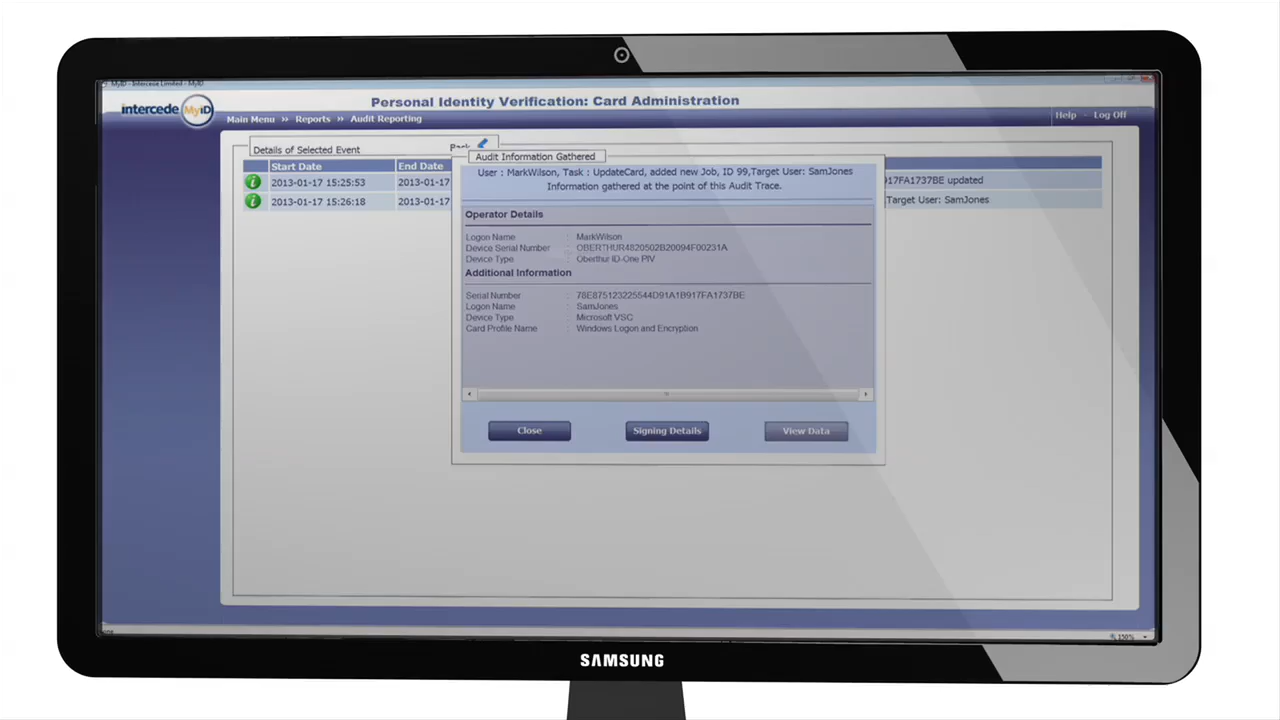 MyID - Intercede Limited - MyID
intercede MyiD
Personal Identity Verification: Card Administration
Main Menu » Reports » Audit Reporting
Help - Log Off
Details of Selected Event
Start Date End Date
2013-01-17 15:25:53 2013-01-17
17FA1737BE updated
2013-01-17 15:26:18 2013-01-17
Target User: SamJones
Audit Information Gathered
User : MarkWilson, Task : UpdateCard, added new Job, ID 99,Target User: SamJones
Information gathered at the point of this Audit Trace.
Operator Details
Logon Name : MarkWilson
Device Serial Number : OBERTHUR4820502B20094F00231A
Device Type : Oberthur ID-One PIV
Additional Information
Serial Number : 78E875123225544D91A1B917FA1737BE
Logon Name : SamJones
Device Type : Microsoft VSC
Card Profile Name : Windows Logon and Encryption
Close Signing Details View Data
150%
SAMSUNG